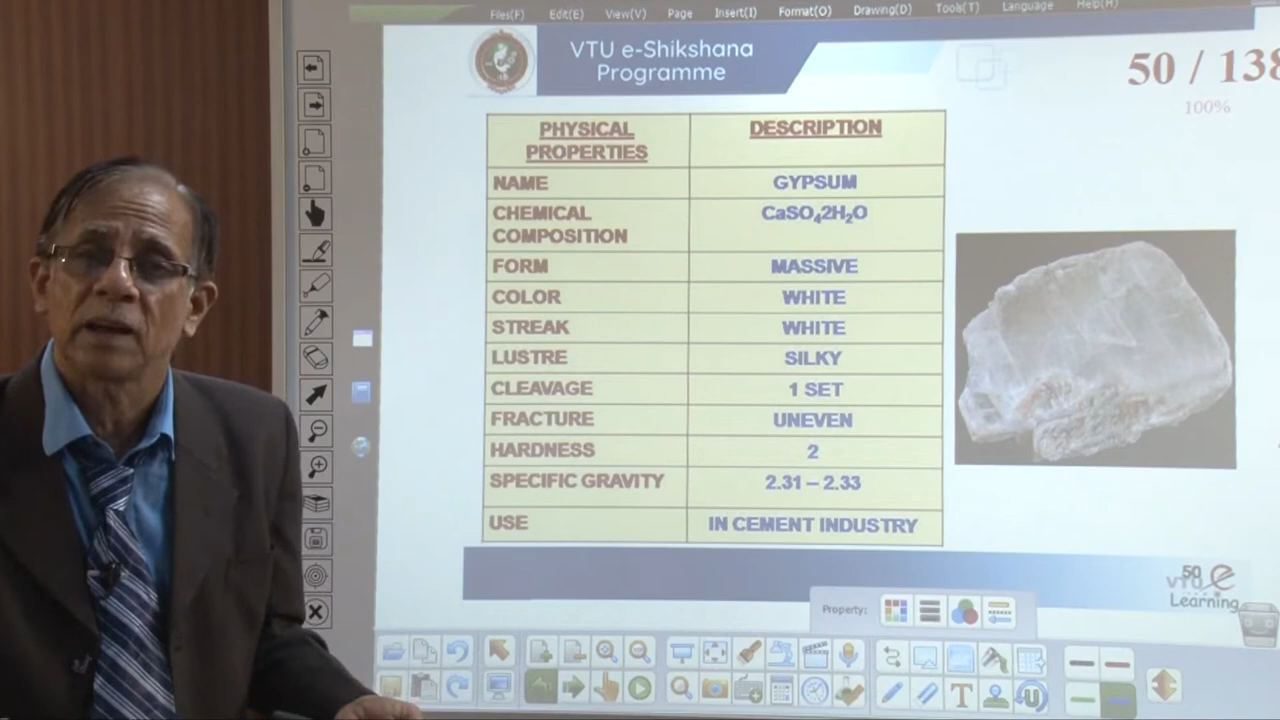 Files(F) Edit(E) View(V) Page Insert(I) Format(O) Drawing(D) Tools(T) Language Help(H)
VTU e-Shikshana
Programme
50 / 138
100%
PHYSICAL
PROPERTIES
DESCRIPTION
NAME GYPSUM
CHEMICAL
COMPOSITION
CaSO₄2H₂O
FORM MASSIVE
COLOR WHITE
STREAK WHITE
LUSTRE SILKY
CLEAVAGE 1 SET
FRACTURE UNEVEN
HARDNESS 2
SPECIFIC GRAVITY 2.31 – 2.33
USE IN CEMENT INDUSTRY
50
VTU e
Learning
Property: